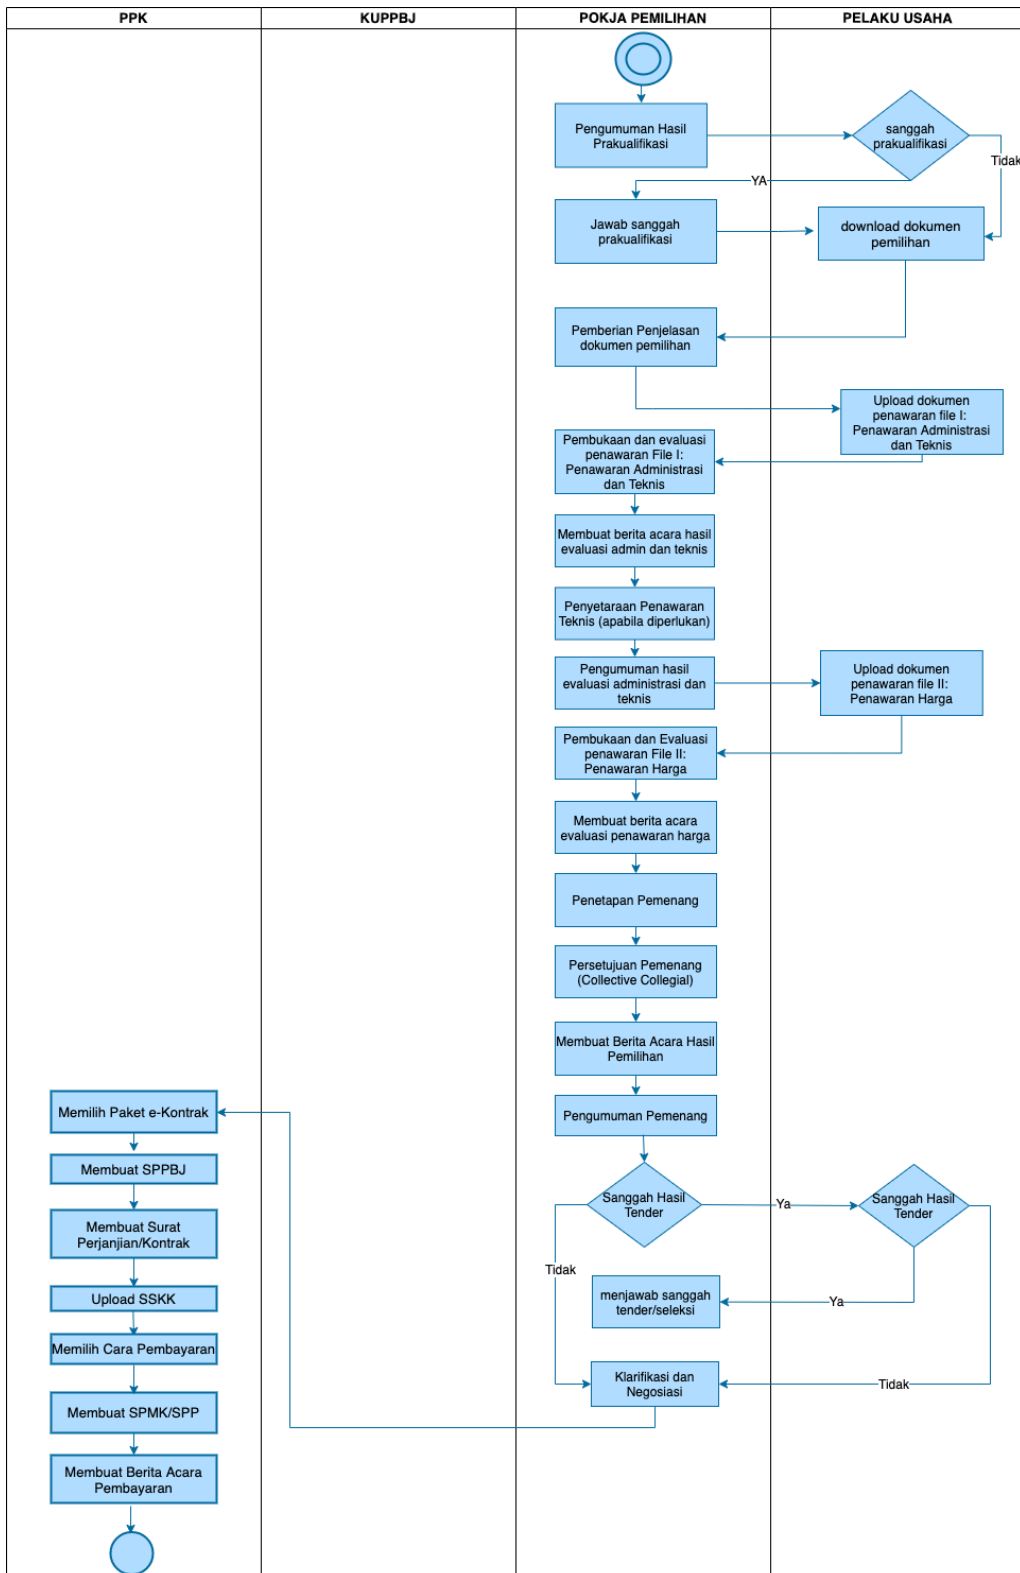 PPK
KUPPBJ
POKJA PEMILIHAN
PELAKU USAHA
Pengumuman Hasil
Prakualifikasi
sanggah
prakualifikasi
Tidak
YA
Jawab sanggah
prakualifikasi
download dokumen
pemilihan
Pemberian Penjelasan
dokumen pemilihan
Upload dokumen
penawaran file I:
Penawaran Administrasi
dan Teknis
Pembukaan dan evaluasi
penawaran File I:
Penawaran Administrasi
dan Teknis
Membuat berita acara hasil
evaluasi admin dan teknis
Penyetaraan Penawaran
Teknis (apabila diperlukan)
Pengumuman hasil
evaluasi administrasi dan
teknis
Upload dokumen
penawaran file II:
Penawaran Harga
Pembukaan dan Evaluasi
penawaran File II:
Penawaran Harga
Membuat berita acara
evaluasi penawaran harga
Penetapan Pemenang
Persetujuan Pemenang
(Collective Collegial)
Membuat Berita Acara Hasil
Pemilihan
Pengumuman Pemenang
Sanggah Hasil
Tender
Ya
Sanggah Hasil
Tender
Tidak
menjawab sanggah
tender/seleksi
Ya
Klarifikasi dan
Negosiasi
Tidak
Memilih Paket e-Kontrak
Membuat SPPBJ
Membuat Surat
Perjanjian/Kontrak
Upload SSKK
Memilih Cara Pembayaran
Membuat SPMK/SPP
Membuat Berita Acara
Pembayaran